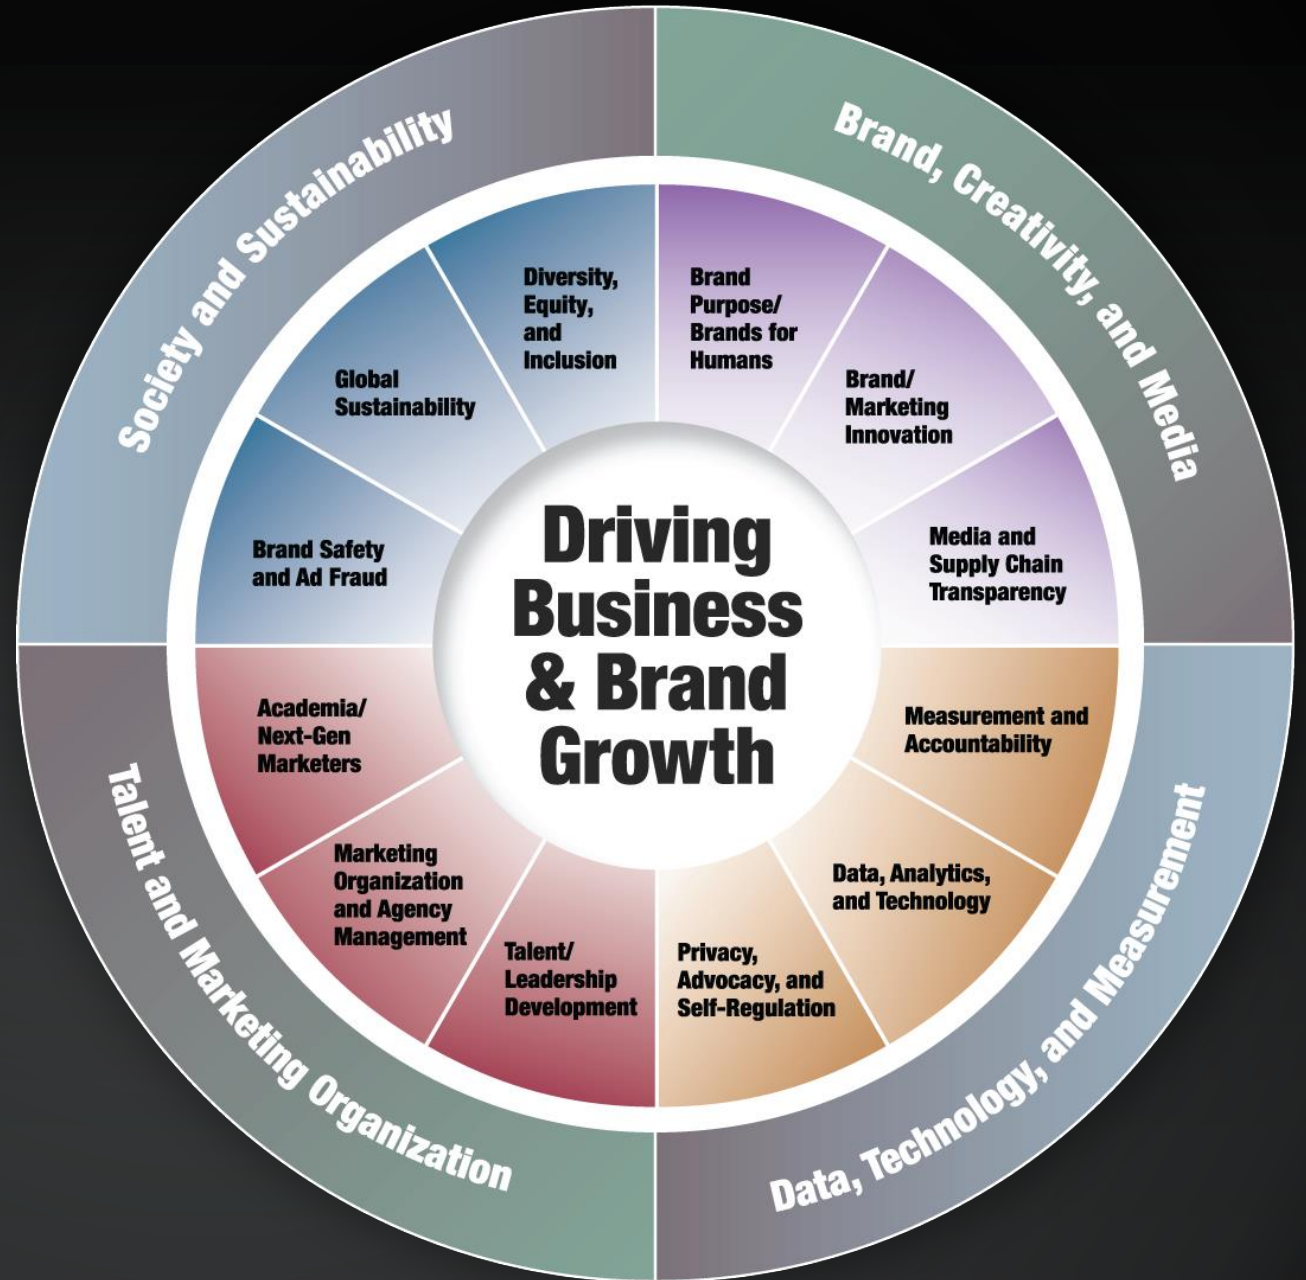 Society and Sustainability
Brand, Creativity, and Media
Diversity,
Equity,
and
Inclusion
Brand
Purpose/
Brands for
Humans
Global
Sustainability
Brand/
Marketing
Innovation
Brand Safety
and Ad Fraud
Media and
Supply Chain
Transparency
Driving
Business
& Brand
Growth
Academia/
Next-Gen
Marketers
Measurement and
Accountability
Marketing
Organization
and Agency
Management
Data, Analytics,
and Technology
Talent/
Leadership
Development
Privacy,
Advocacy, and
Self-Regulation
Talent and Marketing Organization
Data, Technology, and Measurement